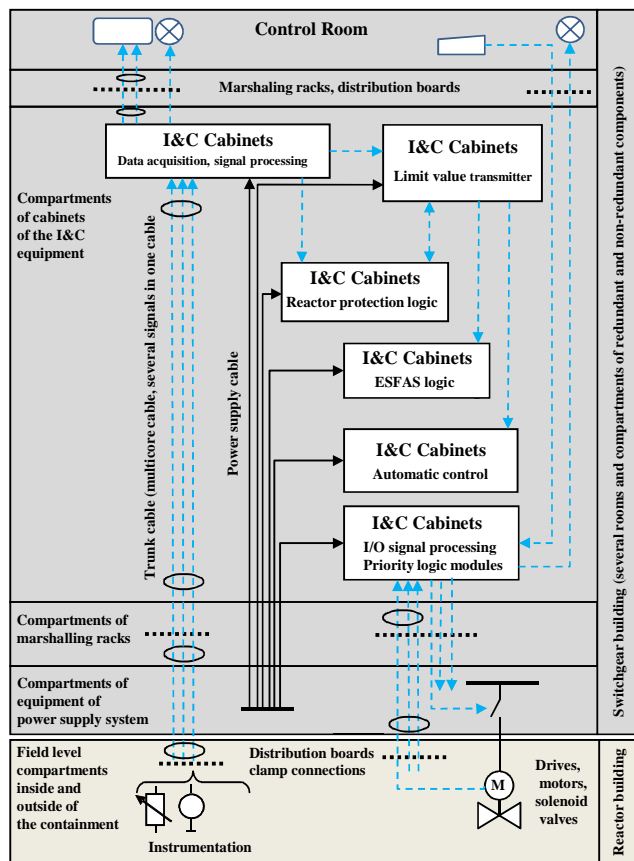 Control Room
Marshaling racks, distribution boards
I&C Cabinets
Data acquisition, signal processing
I&C Cabinets
Limit value transmitter
Compartments
of cabinets
of the I&C
equipment
I&C Cabinets
Reactor protection logic
Trunk cable (multicore cable, several signals in one cable
Power supply cable
I&C Cabinets
ESFAS logic
I&C Cabinets
Automatic control
I&C Cabinets
I/O signal processing
Priority logic modules
Compartments of
marshalling racks
Compartments of
equipment of
power supply system
Switchgear building (several rooms and compartments of redundant and non-redundant components)
Field level
compartments
inside and
outside of
the containment
Instrumentation
Distribution boards
clamp connections
M
Drives,
motors,
solenoid
valves
Reactor building